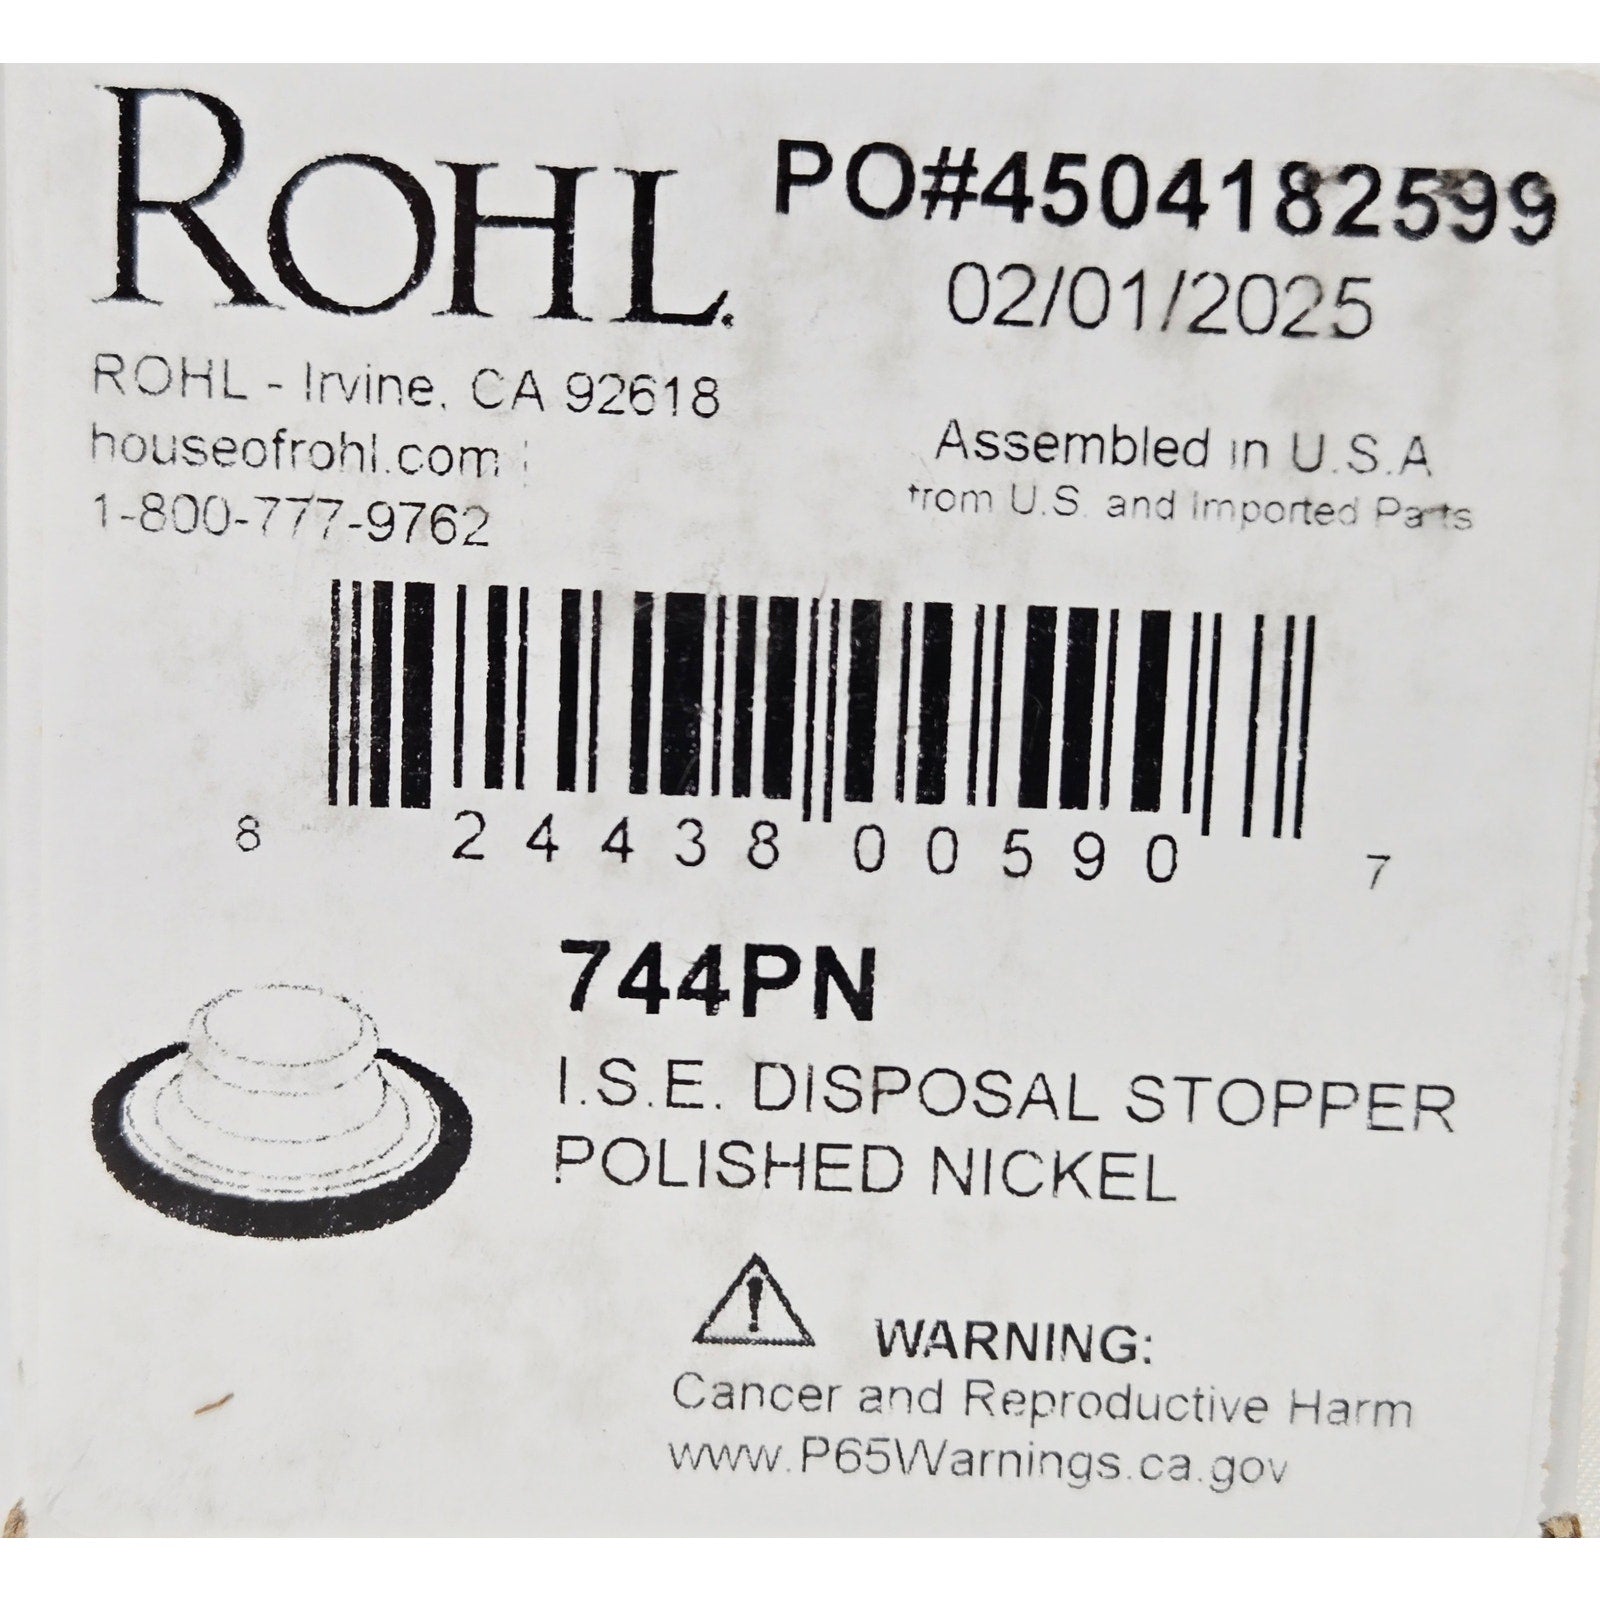 ROHL.
PO#4504182599
02/01/2025
ROHL - Irvine, CA 92618
houseofrohl.com
1-800-777-9762
Assembled in U.S.A
from U.S. and Imported Parts
8 24438 00590 7
744PN
I.S.E. DISPOSAL STOPPER
POLISHED NICKEL
WARNING:
Cancer and Reproductive Harm
www.P65Warnings.ca.gov